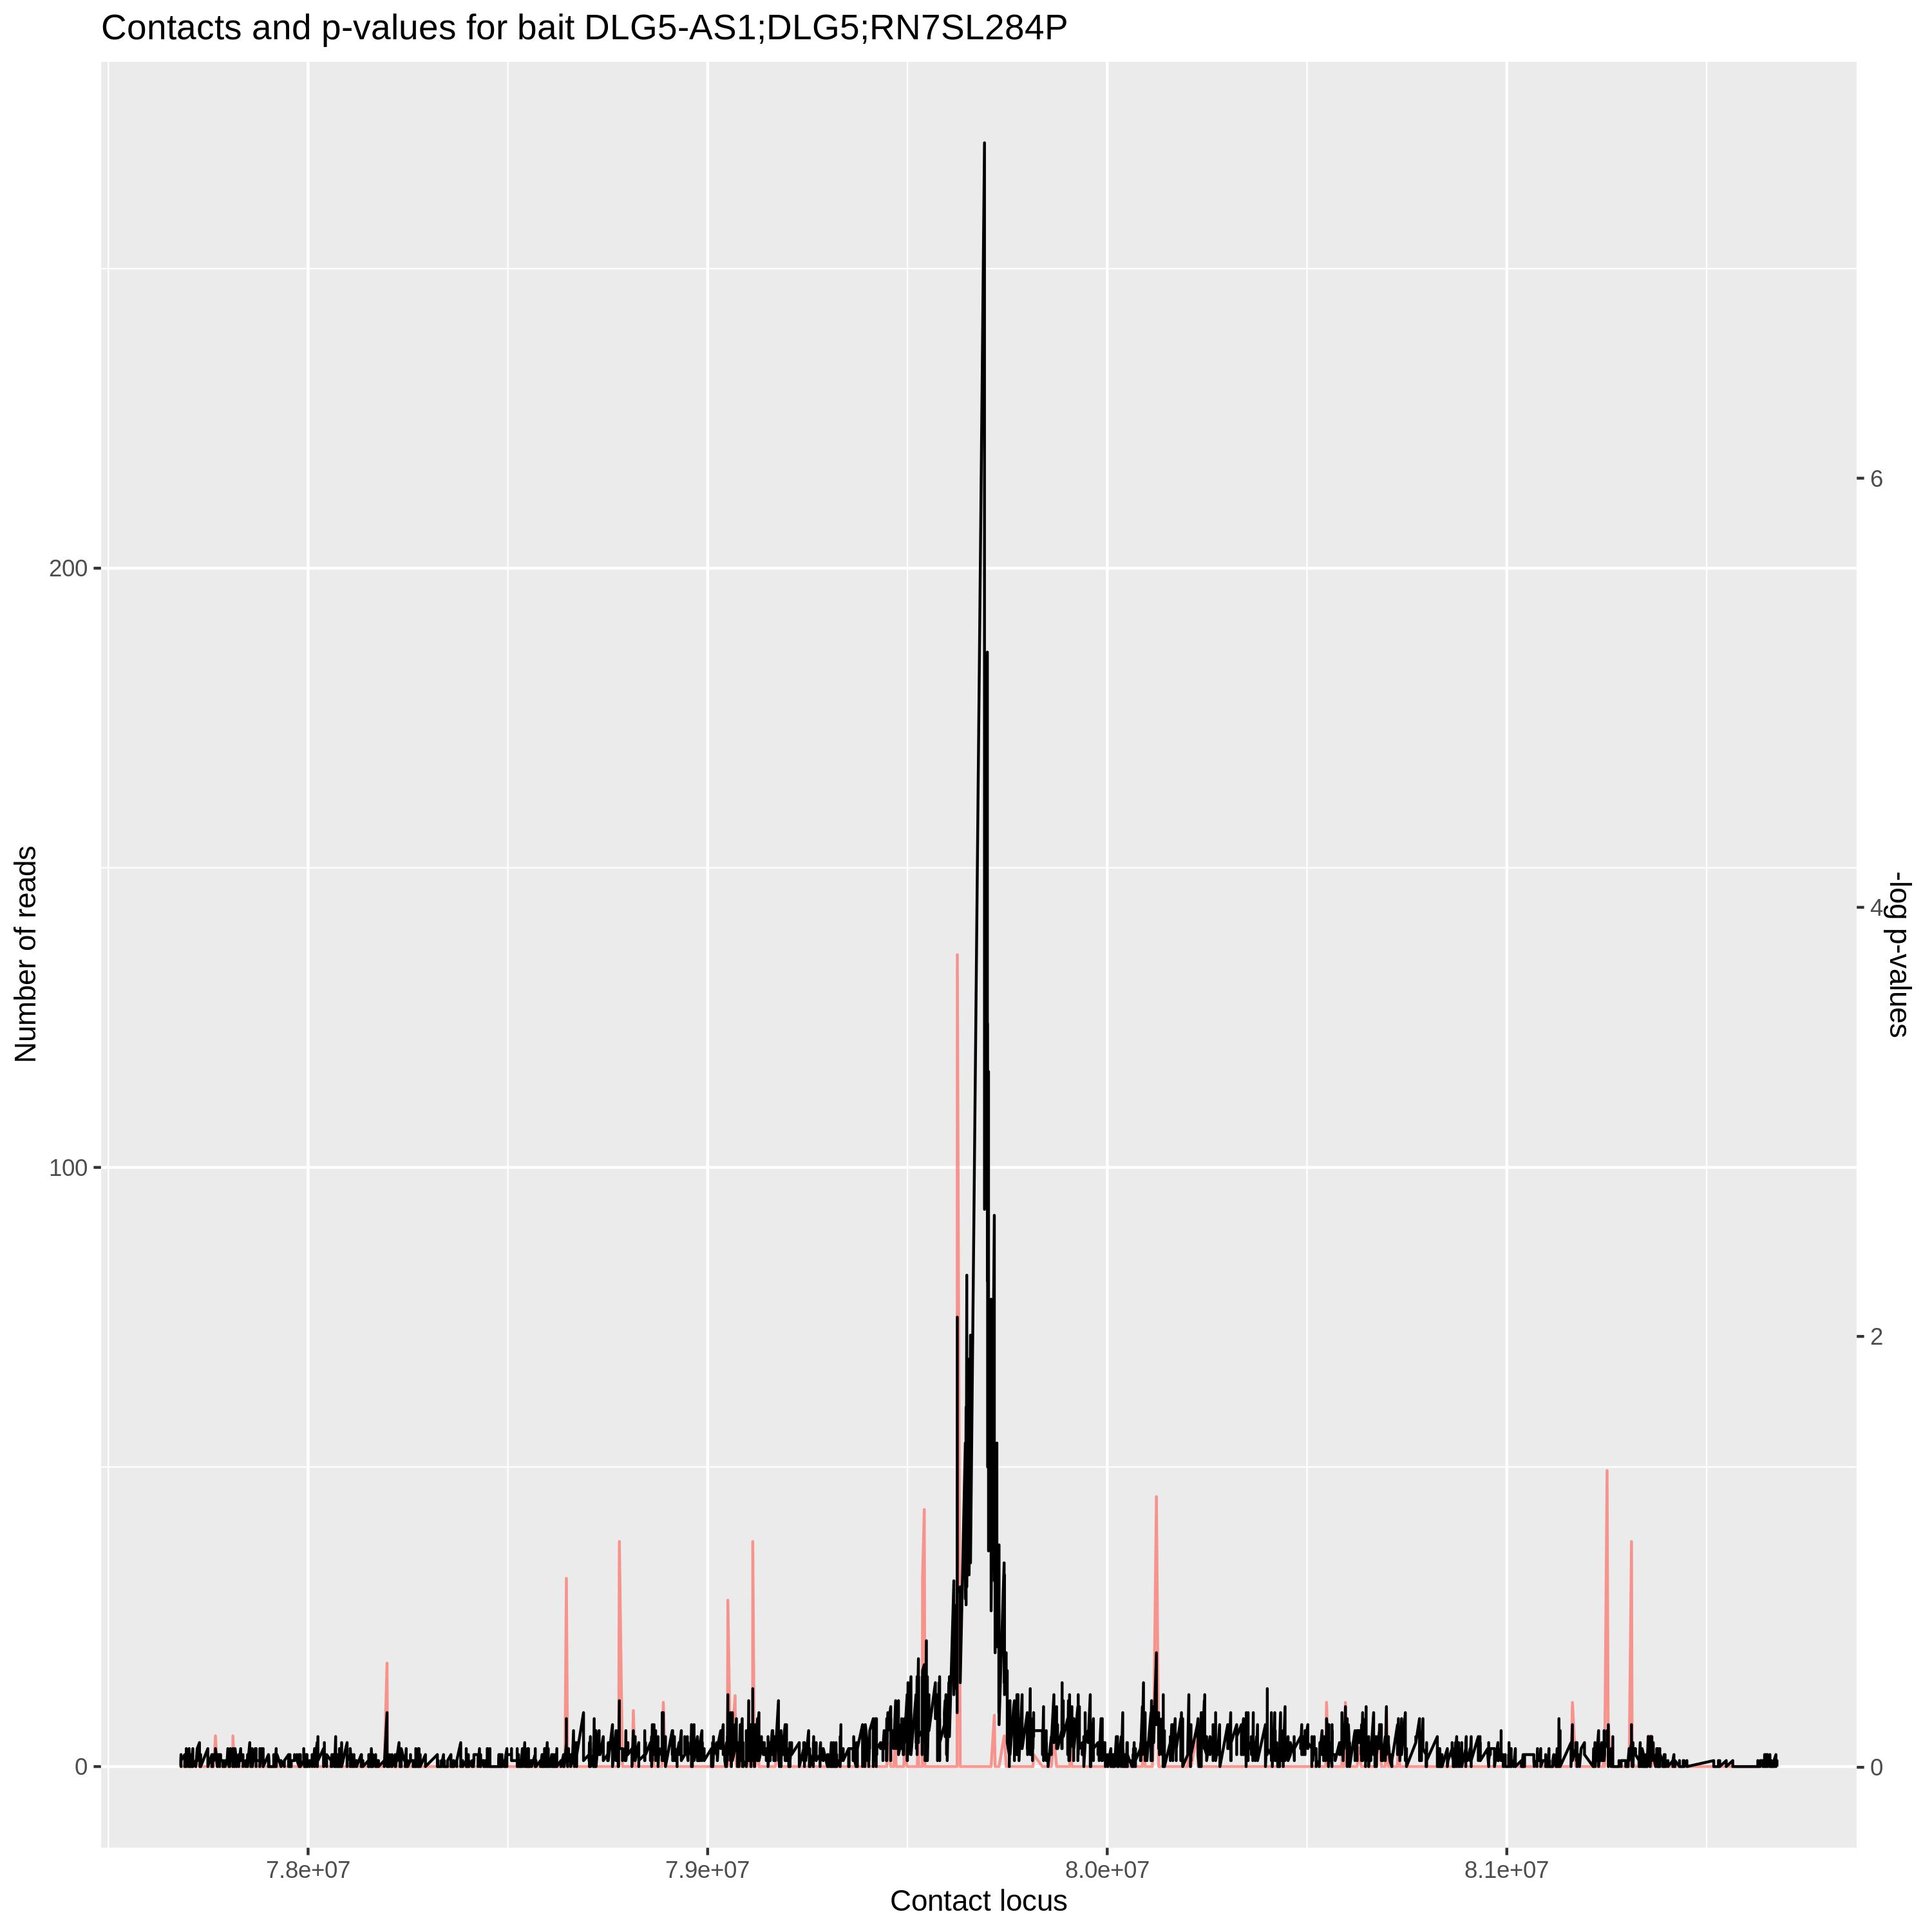 Contacts and p-values for bait DLG5-AS1;DLG5;RN7SL284P
Number of reads
200
100
0
6
4
2
0
-log p-values
7.8e+07
7.9e+07
8.0e+07
8.1e+07
Contact locus